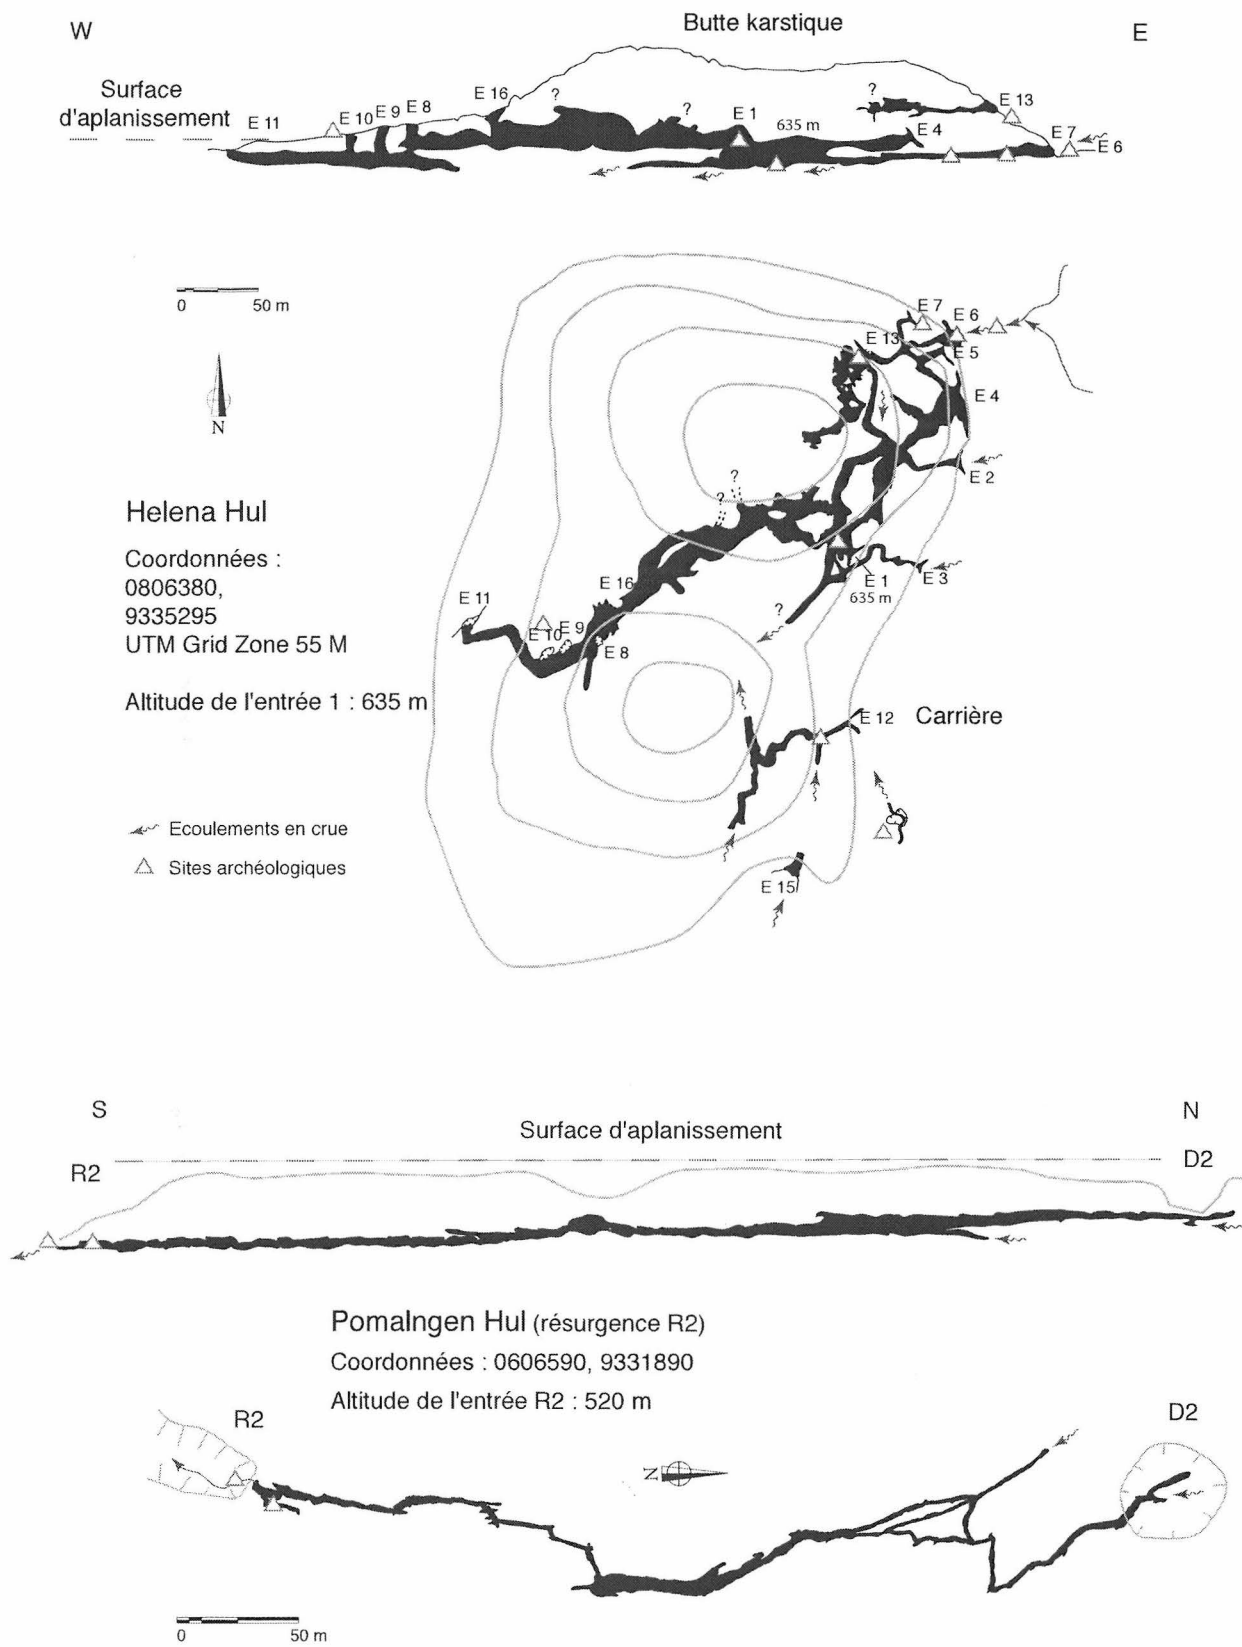 W
Butte karstique
E
Surface
d'aplanissement
E 11
E 10
E 9
E 8
E 16
?
?
E 1
635 m
E 4
E 13
E 7
E 6
0 50 m
N
E 7
E 6
E 13
E 5
E 4
E 2
?
?
Helena Hul
Coordonnées :
0806380,
9335295
UTM Grid Zone 55 M
Altitude de l'entrée 1 : 635 m
E 16
E 1
635 m
E 3
E 11
?
E 10
E 9
E 8
E 12
Carrière
Ecoulements en crue
Sites archéologiques
E 15
S
N
Surface d'aplanissement
R2
D2
Pomalngen Hul (résurgence R2)
Coordonnées : 0606590, 9331890
Altitude de l'entrée R2 : 520 m
R2
D2
N
0 50 m